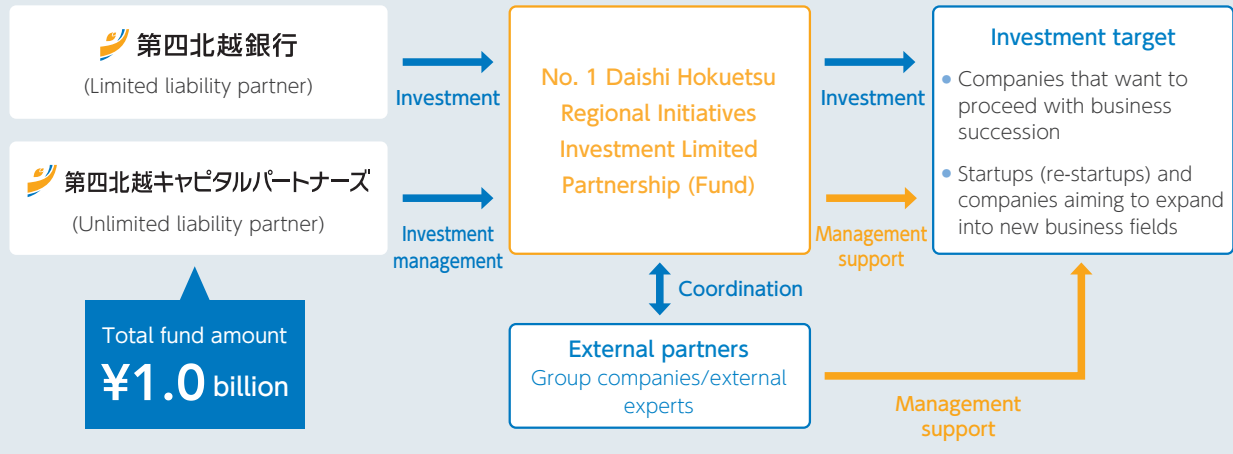 第四北越銀行
(Limited liability partner)
Investment
第四北越キャピタルパートナーズ
(Unlimited liability partner)
Investment
management
Total fund amount
¥1.0 billion
No. 1 Daishi Hokuetsu
Regional Initiatives
Investment Limited
Partnership (Fund)
Investment
Management
support
Coordination
External partners
Group companies/external
experts
Management
support
Investment target
• Companies that want to
proceed with business
succession
• Startups (re-startups) and
companies aiming to expand
into new business fields